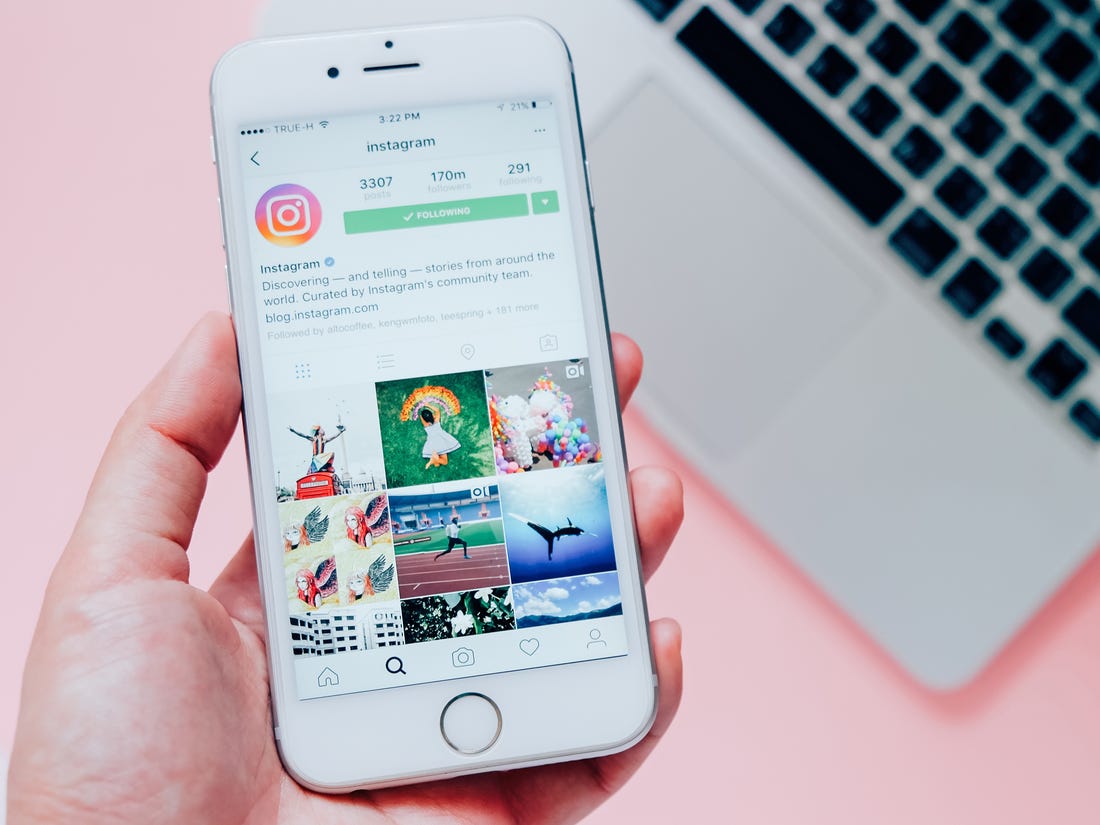 TRUE-H 3:22 PM 21%
instagram
3307 170m 291
posts followers following
FOLLOWING
Instagram
Discovering — and telling — stories from around the
world. Curated by Instagram's community team.
blog.instagram.com
Followed by altocoffee, kengwmfoto, teespring + 181 more